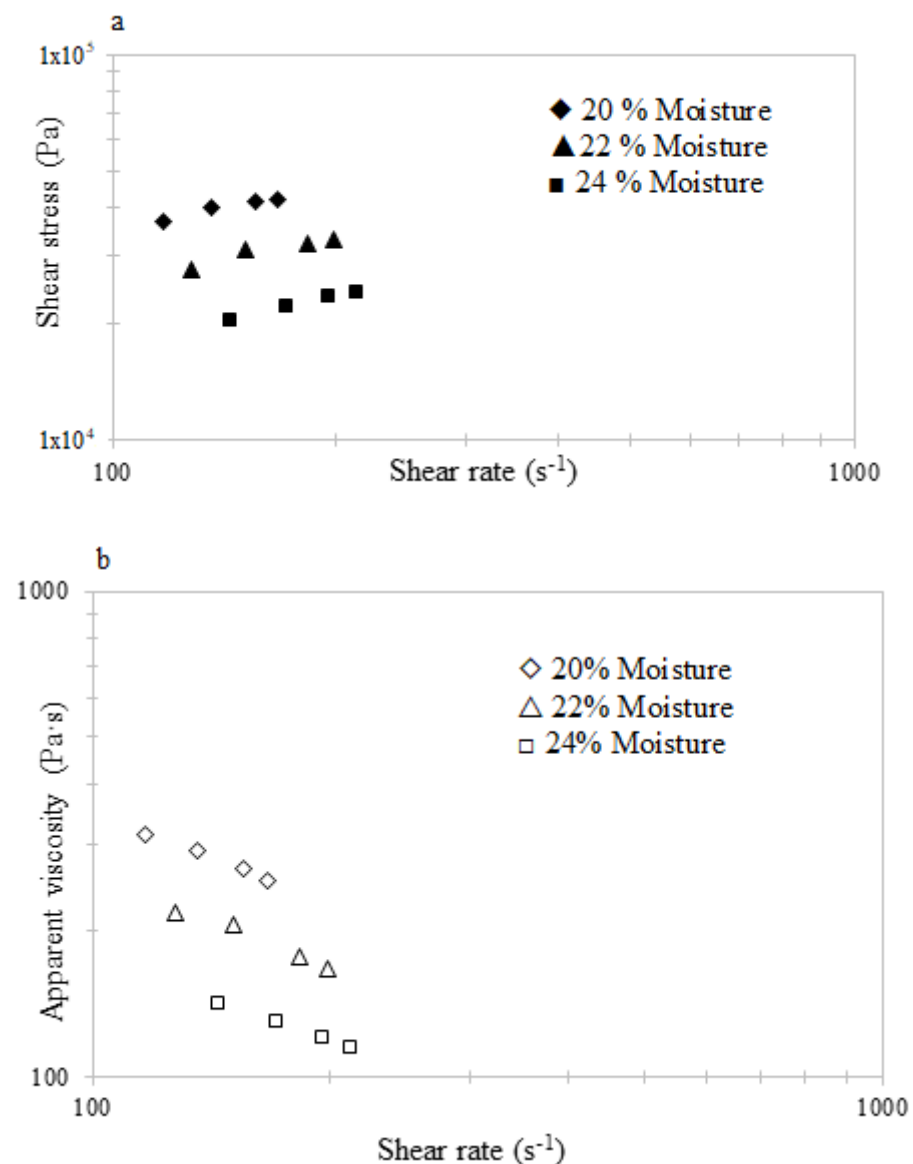 a
1x10⁵
Shear stress (Pa)
20 % Moisture
22 % Moisture
24 % Moisture
1x10⁴
100
Shear rate (s⁻¹)
1000
b
1000
Apparent viscosity (Pa·s)
20% Moisture
22% Moisture
24% Moisture
100
100
1000
Shear rate (s⁻¹)